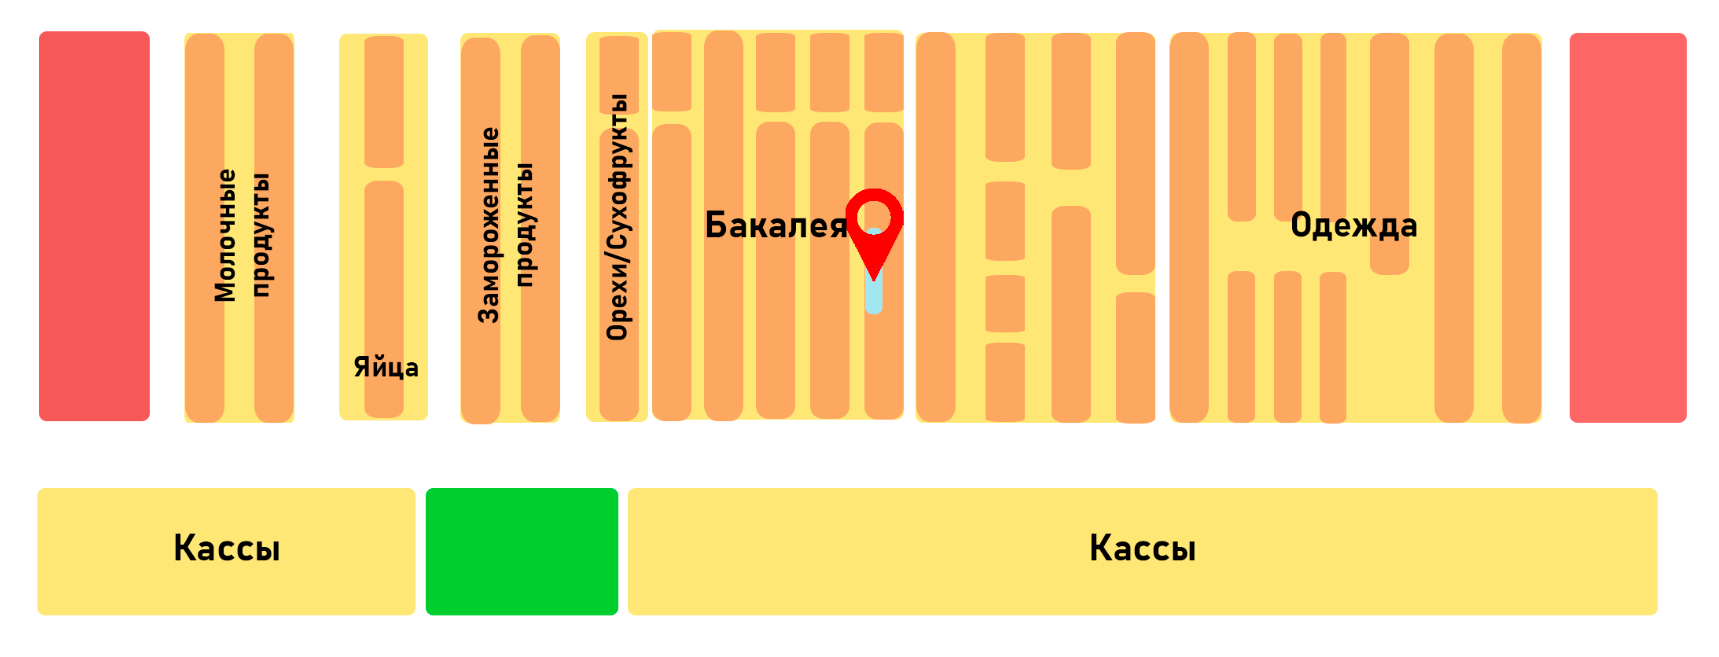 Молочные
продукты
Яйца
Замороженные
продукты
Орехи/Сухофрукты
Бакалея
Одежда
Кассы
Кассы